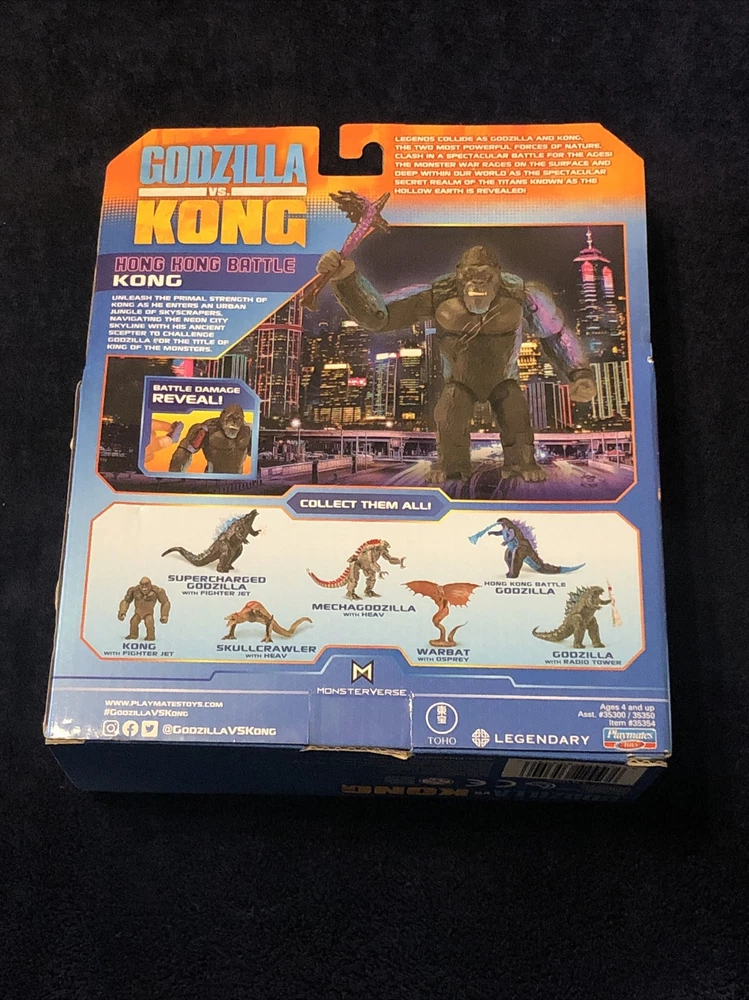 GODZILLA
VS.
KONG
LEGENDS COLLIDE AS GODZILLA AND KONG,
THE TWO MOST POWERFUL FORCES OF NATURE,
CLASH IN A SPECTACULAR BATTLE FOR THE AGES!
THE MONSTER WAR RAGES ON THE SURFACE AND
DEEP WITHIN OUR WORLD AS THE SPECTACULAR
SECRET REALM OF THE TITANS KNOWN AS THE
HOLLOW EARTH IS REVEALED!
HONG KONG BATTLE
KONG
UNLEASH THE PRIMAL STRENGTH OF
KONG AS HE ENTERS AN URBAN
JUNGLE OF SKYSCRAPERS,
NAVIGATING THE NEON CITY
SKYLINE WITH HIS ANCIENT
SCEPTER TO CHALLENGE
GODZILLA FOR THE TITLE OF
KING OF THE MONSTERS.
BATTLE DAMAGE
REVEAL!
COLLECT THEM ALL!
SUPERCHARGED
GODZILLA
WITH FIGHTER JET
MECHAGODZILLA
WITH HEAV
HONG KONG BATTLE
GODZILLA
KONG
WITH FIGHTER JET
SKULLCRAWLER
WITH HEAV
WARBAT
WITH OSPREY
GODZILLA
WITH RADIO TOWER
MONSTERVERSE
WWW.PLAYMATESTOYS.COM
#GODZILLAVSKONG
@GODZILLAVSKONG
東宝
TOHO
LEGENDARY
Ages 4 and up
Asst. #35300 / 35350
Item #35354
Playmates
TOYS
GODZILLA VS KONG